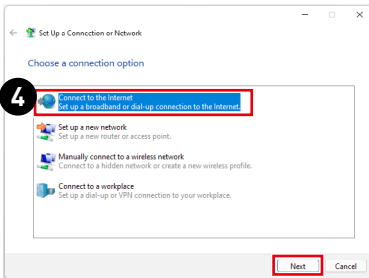 Set Up a Connection or Network
Choose a connection option
4
Connect to the Internet
Set up a broadband or dial-up connection to the Internet.
Set up a new network
Set up a new router or access point.
Manually connect to a wireless network
Connect to a hidden network or create a new wireless profile.
Connect to a workplace
Set up a dial-up or VPN connection to your workplace.
Next
Cancel